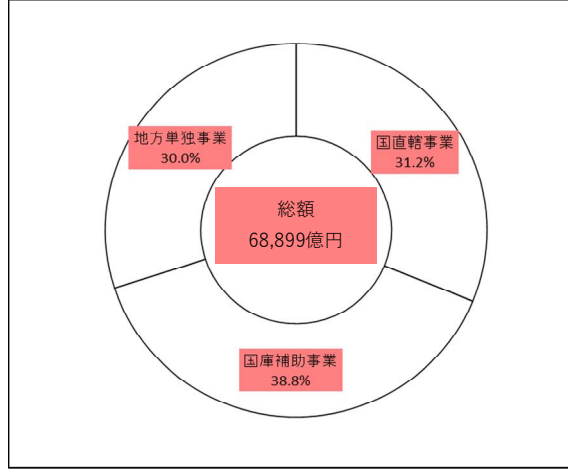 地方単独事業
30.0%
国直轄事業
31.2%
総額
68,899億円
国庫補助事業
38.8%